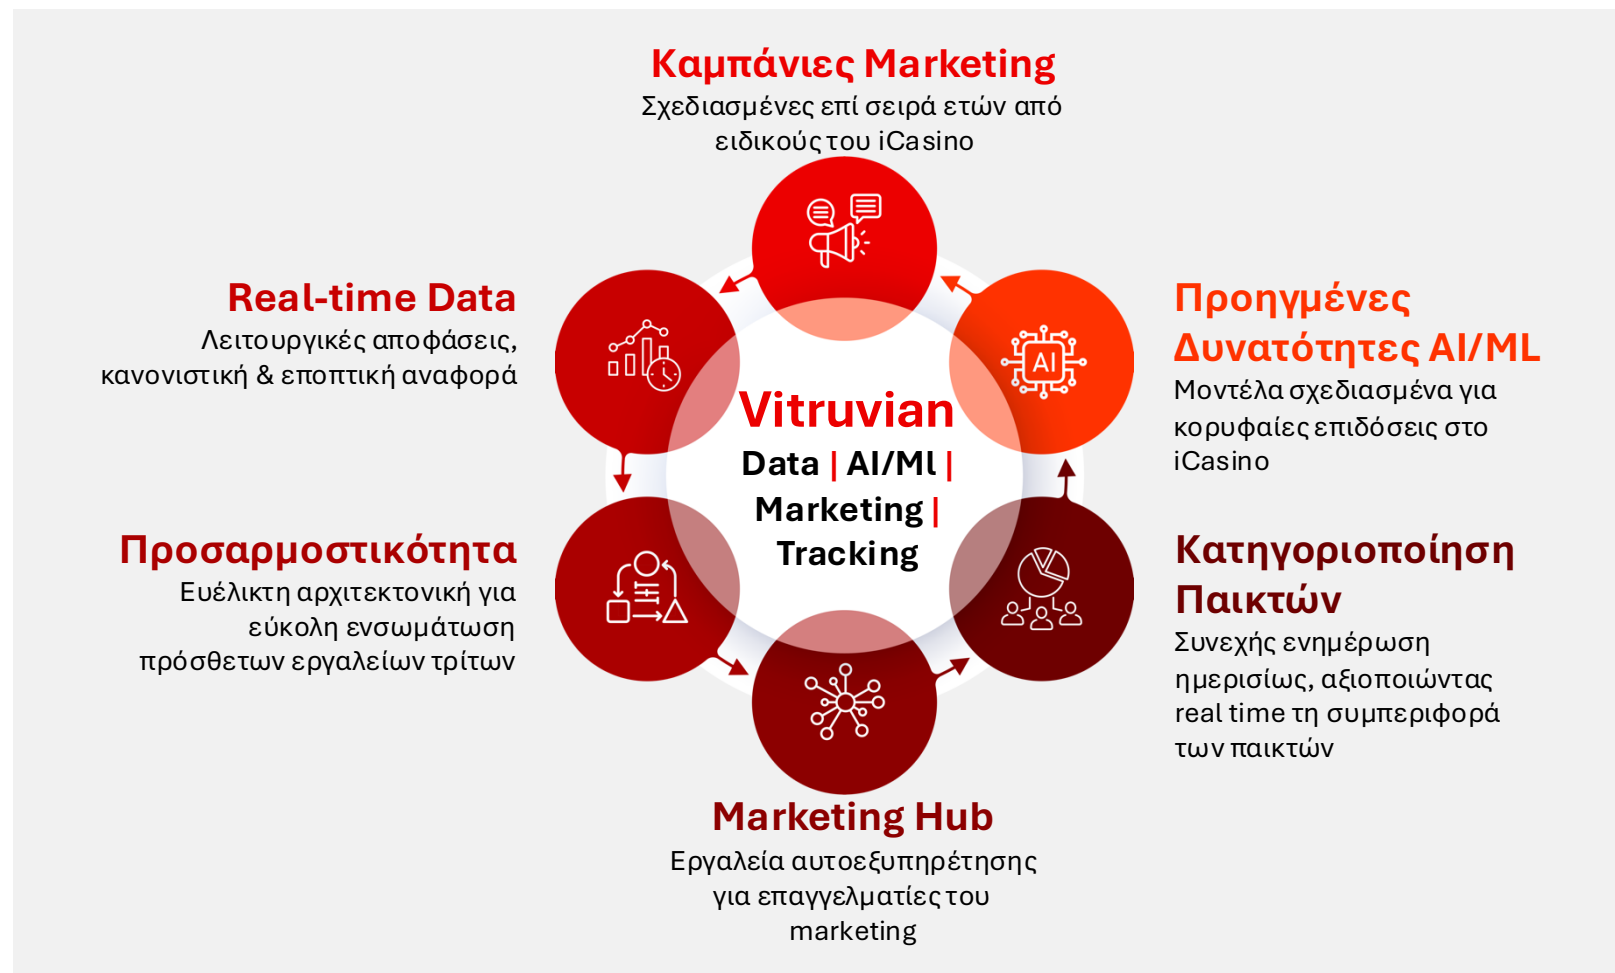 Καμπάνιες Marketing
Σχεδιασμένες επί σειρά ετών από
ειδικούς του iCasino
Real-time Data
Λειτουργικές αποφάσεις,
κανονιστική & εποπτική αναφορά
Προηγμένες
Δυνατότητες AI/ML
Μοντέλα σχεδιασμένα για
κορυφαίες επιδόσεις στο
iCasino
AI
Vitruvian
Data | AI/Ml |
Marketing |
Tracking
Προσαρμοστικότητα
Ευέλικτη αρχιτεκτονική για
εύκολη ενσωμάτωση
πρόσθετων εργαλείων τρίτων
Κατηγοριοποίηση
Παικτών
Συνεχής ενημέρωση
ημερισίως, αξιοποιώντας
real time τη συμπεριφορά
των παικτών
Marketing Hub
Εργαλεία αυτοεξυπηρέτησης
για επαγγελματίες του
marketing